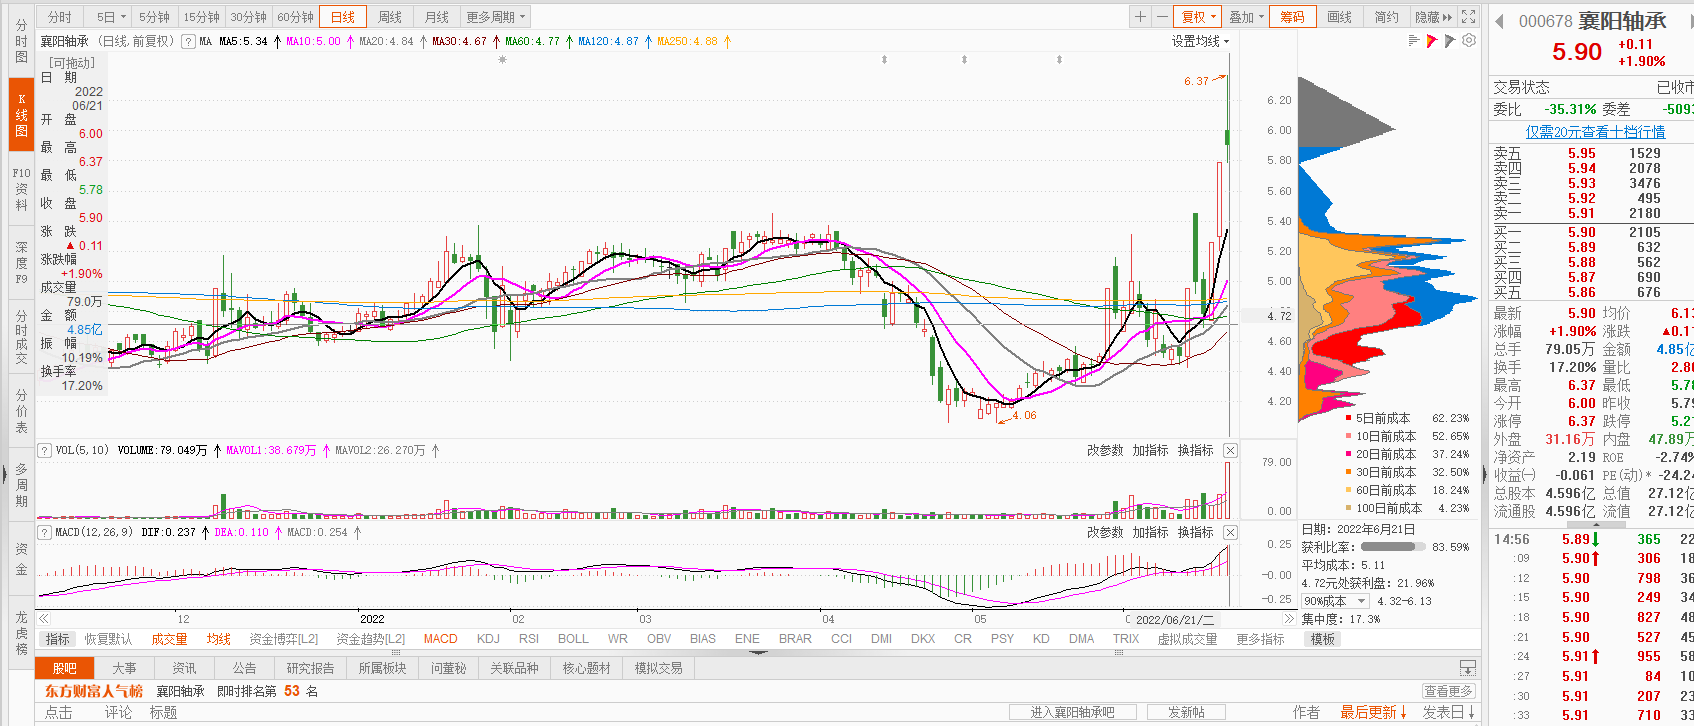 分时 5日 5分钟 15分钟 30分钟 60分钟 日线 周线 月线 更多周期 复权 叠加 筹码 画线 简约 隐藏
襄阳轴承 (日线, 前复权) ? MA MA5:5.34 MA10:5.00 MA20:4.84 MA30:4.67 MA60:4.77 MA120:4.87 MA250:4.88 设置均线
分时图
K线图
F10资料
深度F9
分时成交
分价表
多周期
资金
龙虎榜
[可拖动]
日 期
2022
06/21
开 盘
6.00
最 高
6.37
最 低
5.78
收 盘
5.90
涨 跌
▲ 0.11
涨跌幅
+1.90%
成交量
79.0万
金 额
4.85亿
振 幅
10.19%
换手率
17.20%
6.37
4.06
6.20
6.00
5.80
5.60
5.40
5.20
5.00
4.72
4.60
4.40
4.20
? VOL(5,10) VOLUME:79.049万 MAVOL1:38.679万 MAVOL2:26.270万 改参数 加指标 换指标
79.00
0.00
? MACD(12,26,9) DIF:0.237 DEA:0.110 MACD:0.254 改参数 加指标 换指标
0.25
-0.00
-0.25
12 2022 02 03 04 05 2022/06/21/二
指标 恢复默认 成交量 均线 资金博弈[L2] 资金趋势[L2] MACD KDJ RSI BOLL WR OBV BIAS ENE BRAR CCI DMI DKX CR PSY KD DMA TRIX 虚拟成交量 更多指标 模板
5日前成本 62.23%
10日前成本 52.65%
20日前成本 37.24%
30日前成本 32.50%
60日前成本 18.24%
100日前成本 4.23%
日期: 2022年6月21日
获利比率: 83.59%
平均成本: 5.11
4.72元处获利盘: 21.96%
90%成本 4.32-6.13
集中度: 17.3%
000678 襄阳轴承
5.90 +0.11
+1.90%
交易状态 已收市
委比 -35.31% 委差 -509
仅需20元查看十档行情
卖五 5.95 1529
卖四 5.94 2078
卖三 5.93 3476
卖二 5.92 495
卖一 5.91 2180
买一 5.90 2105
买二 5.89 632
买三 5.88 562
买四 5.87 690
买五 5.86 676
最新 5.90 均价 6.13
涨幅 +1.90% 涨跌 ▲0.11
总手 79.05万 金额 4.85亿
换手 17.20% 量比 2.8
最高 6.37 最低 5.78
今开 6.00 昨收 5.79
涨停 6.37 跌停 5.21
外盘 31.16万 内盘 47.89万
净资产 2.19 ROE -2.74%
收益㈠ -0.061 PE(动)* -24.24
总股本 4.596亿 总值 27.12亿
流通股 4.596亿 流值 27.12亿
14:56 5.89 365 22
:09 5.90 306 18
:12 5.90 798 36
:15 5.90 249 34
:18 5.90 827 48
:21 5.90 527 45
:24 5.91 955 58
:27 5.91 84 10
:30 5.91 207 23
:33 5.91 710 33
股吧 大事 资讯 公告 研究报告 所属板块 问董秘 关联品种 核心题材 模拟交易
东方财富人气榜 襄阳轴承 即时排名第 53 名 查看更多
点击 评论 标题 进入襄阳轴承吧 发新帖 作者 最后更新 发表日